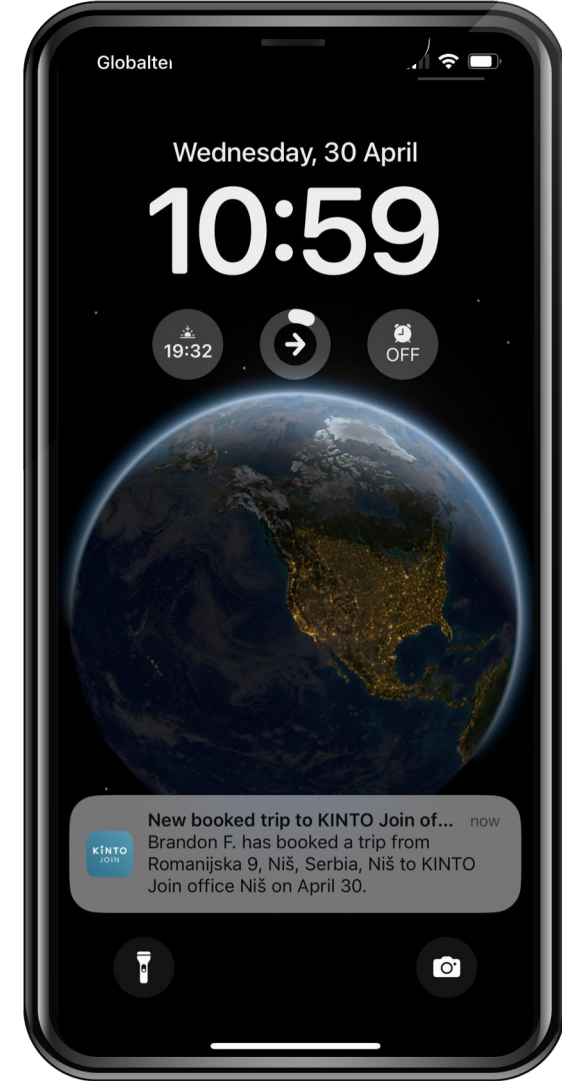 Globalte
Wednesday, 30 April
10:59
19:32
OFF
New booked trip to KINTO Join of... now
KINTO
JOIN
Brandon F. has booked a trip from
Romanijska 9, Niš, Serbia, Niš to KINTO
Join office Niš on April 30.